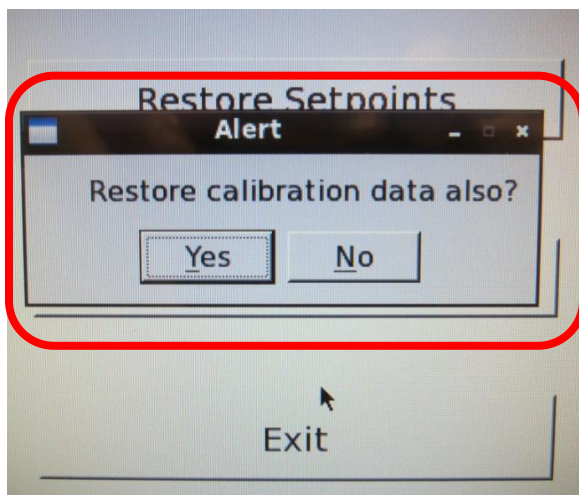 Restore Setpoints
Alert
Restore calibration data also?
Yes No
Exit